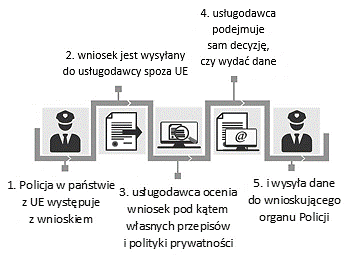 1. Policja w państwie
z UE występuje
z wnioskiem
2. wniosek jest wysyłany
do usługodawcy spoza UE
3. usługodawca ocenia
wniosek pod kątem
własnych przepisów
i polityki prywatności
4. usługodawca
podejmuje
sam decyzję,
czy wydać dane
5. i wysyła dane
do wnioskującego
organu Policji